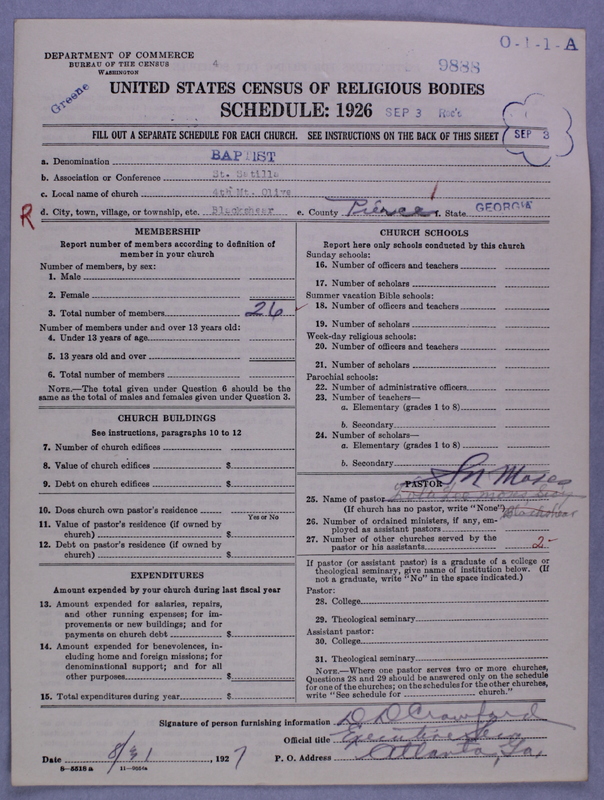 O-1-1-A
DEPARTMENT OF COMMERCE
BUREAU OF THE CENSUS
WASHINGTON
4
9888
Greene
UNITED STATES CENSUS OF RELIGIOUS BODIES
SCHEDULE: 1926 SEP 3 Rec'd
FILL OUT A SEPARATE SCHEDULE FOR EACH CHURCH. SEE INSTRUCTIONS ON THE BACK OF THIS SHEET
SEP 3
a. Denomination BAPTIST
b. Association or Conference St. Satilla
c. Local name of church 4th Mt. Olive
R
d. City, town, village, or township, etc. Blackshear e. County Pierce f. State GEORGIA
MEMBERSHIP
Report number of members according to definition of
member in your church
Number of members, by sex:
1. Male
2. Female
3. Total number of members 26
Number of members under and over 13 years old:
4. Under 13 years of age
5. 13 years old and over
6. Total number of members
NOTE.—The total given under Question 6 should be
same as the total of males and females given under Question 3.
CHURCH BUILDINGS
See instructions, paragraphs 10 to 12
7. Number of church edifices
8. Value of church edifices $
9. Debt on church edifices $
10. Does church own pastor's residence
Yes or No
11. Value of pastor's residence (if owned by
church) $
12. Debt on pastor's residence (if owned by
church) $
EXPENDITURES
Amount expended by your church during last fiscal year
13. Amount expended for salaries, repairs,
and other running expenses; for im-
provements or new buildings; and for
payments on church debt $
14. Amount expended for benevolences, in-
cluding home and foreign missions; for
denominational support; and for all
other purposes $
15. Total expenditures during year $
CHURCH SCHOOLS
Report here only schools conducted by this church
Sunday schools:
16. Number of officers and teachers
17. Number of scholars
Summer vacation Bible schools:
18. Number of officers and teachers
19. Number of scholars
Week-day religious schools:
20. Number of officers and teachers
21. Number of scholars
Parochial schools:
22. Number of administrative officers
23. Number of teachers—
a. Elementary (grades 1 to 8)
b. Secondary
24. Number of scholars—
a. Elementary (grades 1 to 8)
b. Secondary
PASTOR
25. Name of pastor
(If church has no pastor, write "None") Blackshear
26. Number of ordained ministers, if any, em-
ployed as assistant pastors
27. Number of other churches served by the
pastor or his assistants 2-
If pastor (or assistant pastor) is a graduate of a college or
theological seminary, give name of institution below. (If
not a graduate, write "No" in the space indicated.)
Pastor:
28. College
29. Theological seminary
Assistant pastor:
30. College
31. Theological seminary
NOTE.—Where one pastor serves two or more churches,
Questions 28 and 29 should be answered only on the schedule
for one of the churches; on the schedules for the other churches,
write "See schedule for church."
Signature of person furnishing information D. D. Crawford
Official title Executive Secy
Date 8/31, 1927 P. O. Address Atlanta, Ga.
8-5518 a 11-9054a